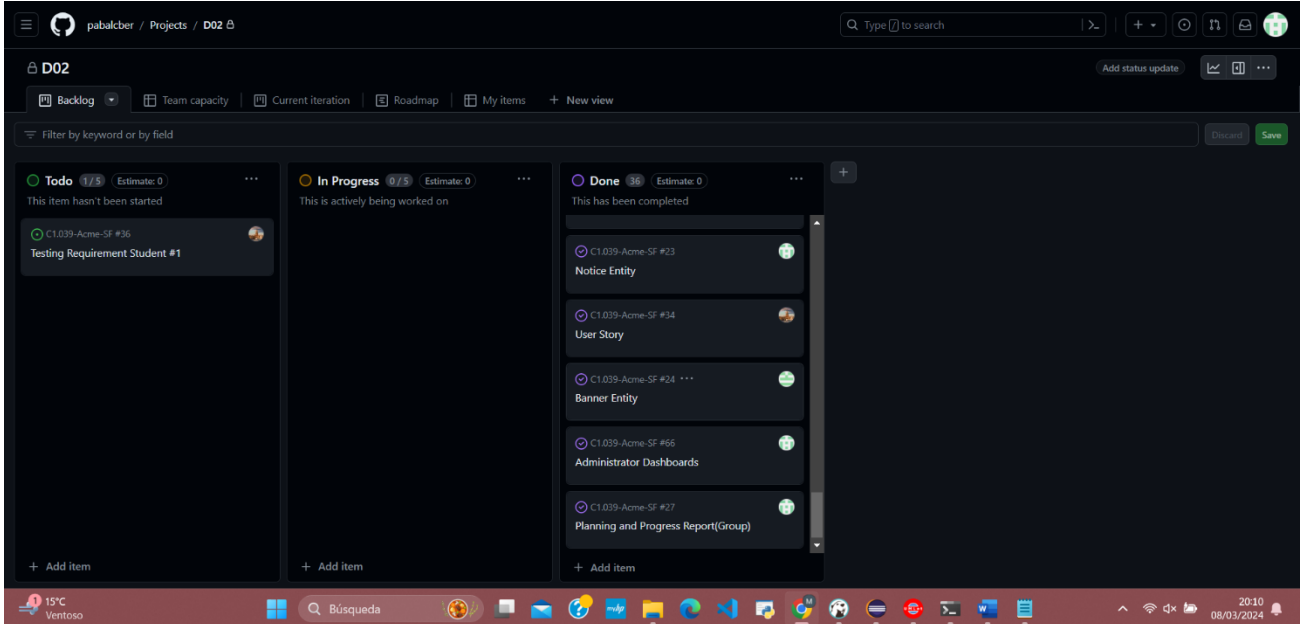 pabalcber / Projects / D02
Type / to search
D02
Add status update
Backlog
Team capacity
Current iteration
Roadmap
My items
+ New view
Filter by keyword or by field
Discard
Save
Todo 1 / 5 Estimate: 0
This item hasn't been started
C1.039-Acme-SF #36
Testing Requirement Student #1
+ Add item
In Progress 0 / 5 Estimate: 0
This is actively being worked on
+ Add item
Done 36 Estimate: 0
This has been completed
C1.039-Acme-SF #23
Notice Entity
C1.039-Acme-SF #34
User Story
C1.039-Acme-SF #24 ···
Banner Entity
C1.039-Acme-SF #66
Administrator Dashboards
C1.039-Acme-SF #27
Planning and Progress Report(Group)
+ Add item
1
15°C
Ventoso
Búsqueda
20:10
08/03/2024